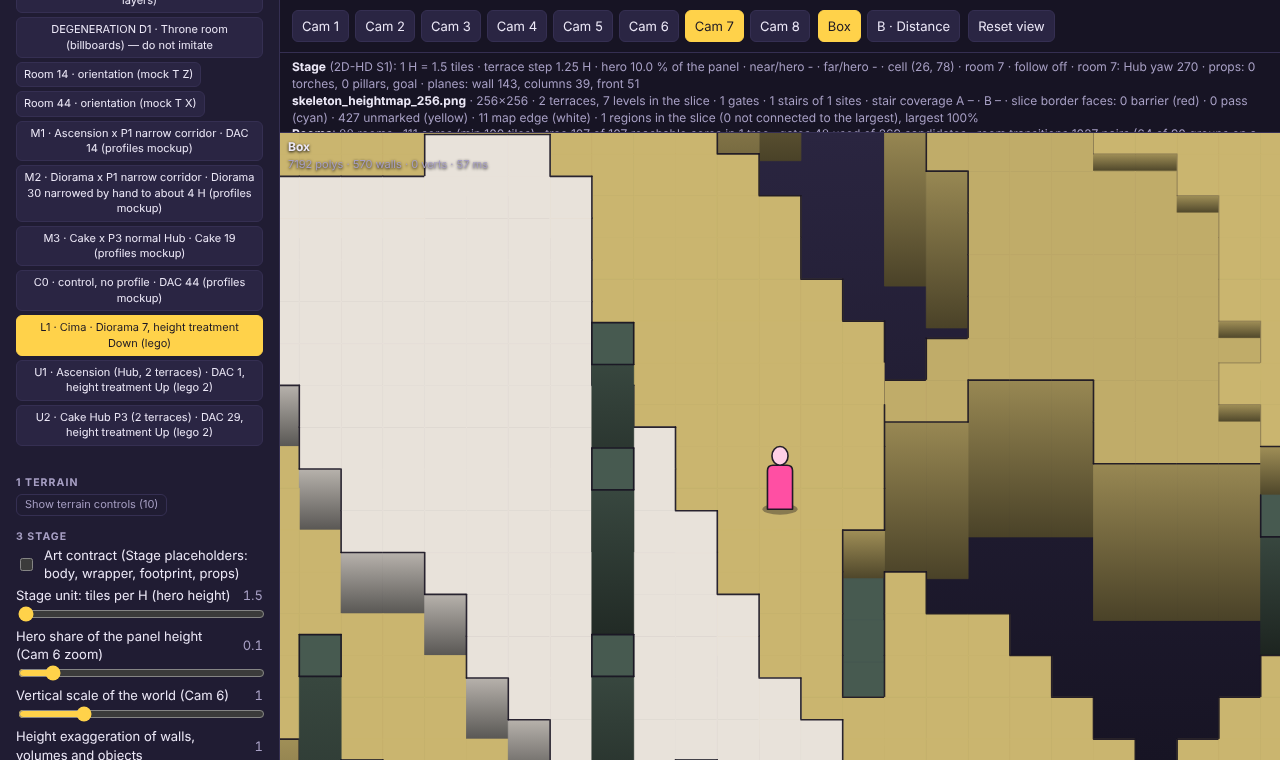 layers)
DEGENERATION D1 · Throne room
(billboards) — do not imitate
Room 14 · orientation (mock T Z)
Room 44 · orientation (mock T X)
M1 · Ascension x P1 narrow corridor · DAC
14 (profiles mockup)
M2 · Diorama x P1 narrow corridor · Diorama
30 narrowed by hand to about 4 H (profiles
mockup)
M3 · Cake x P3 normal Hub · Cake 19
(profiles mockup)
C0 · control, no profile · DAC 44 (profiles
mockup)
L1 · Cima · Diorama 7, height treatment
Down (lego)
U1 · Ascension (Hub, 2 terraces) · DAC 1,
height treatment Up (lego 2)
U2 · Cake Hub P3 (2 terraces) · DAC 29,
height treatment Up (lego 2)
1 TERRAIN
Show terrain controls (10)
3 STAGE
Art contract (Stage placeholders:
body, wrapper, footprint, props)
Stage unit: tiles per H (hero height) 1.5
Hero share of the panel height
(Cam 6 zoom) 0.1
Vertical scale of the world (Cam 6) 1
Height exaggeration of walls,
volumes and objects 1
Cam 1 Cam 2 Cam 3 Cam 4 Cam 5 Cam 6 Cam 7 Cam 8 Box B · Distance Reset view
Stage (2D-HD S1): 1 H = 1.5 tiles · terrace step 1.25 H · hero 10.0 % of the panel · near/hero - · far/hero - · cell (26, 78) · room 7 · follow off · room 7: Hub yaw 270 · props: 0
torches, 0 pillars, goal · planes: wall 143, columns 39, front 51
skeleton_heightmap_256.png · 256×256 · 2 terraces, 7 levels in the slice · 1 gates · 1 stairs of 1 sites · stair coverage A – · B – · slice border faces: 0 barrier (red) · 0 pass
(cyan) · 427 unmarked (yellow) · 11 map edge (white) · 1 regions in the slice (0 not connected to the largest), largest 100%
Box
7192 polys · 570 walls · 0 verts · 57 ms